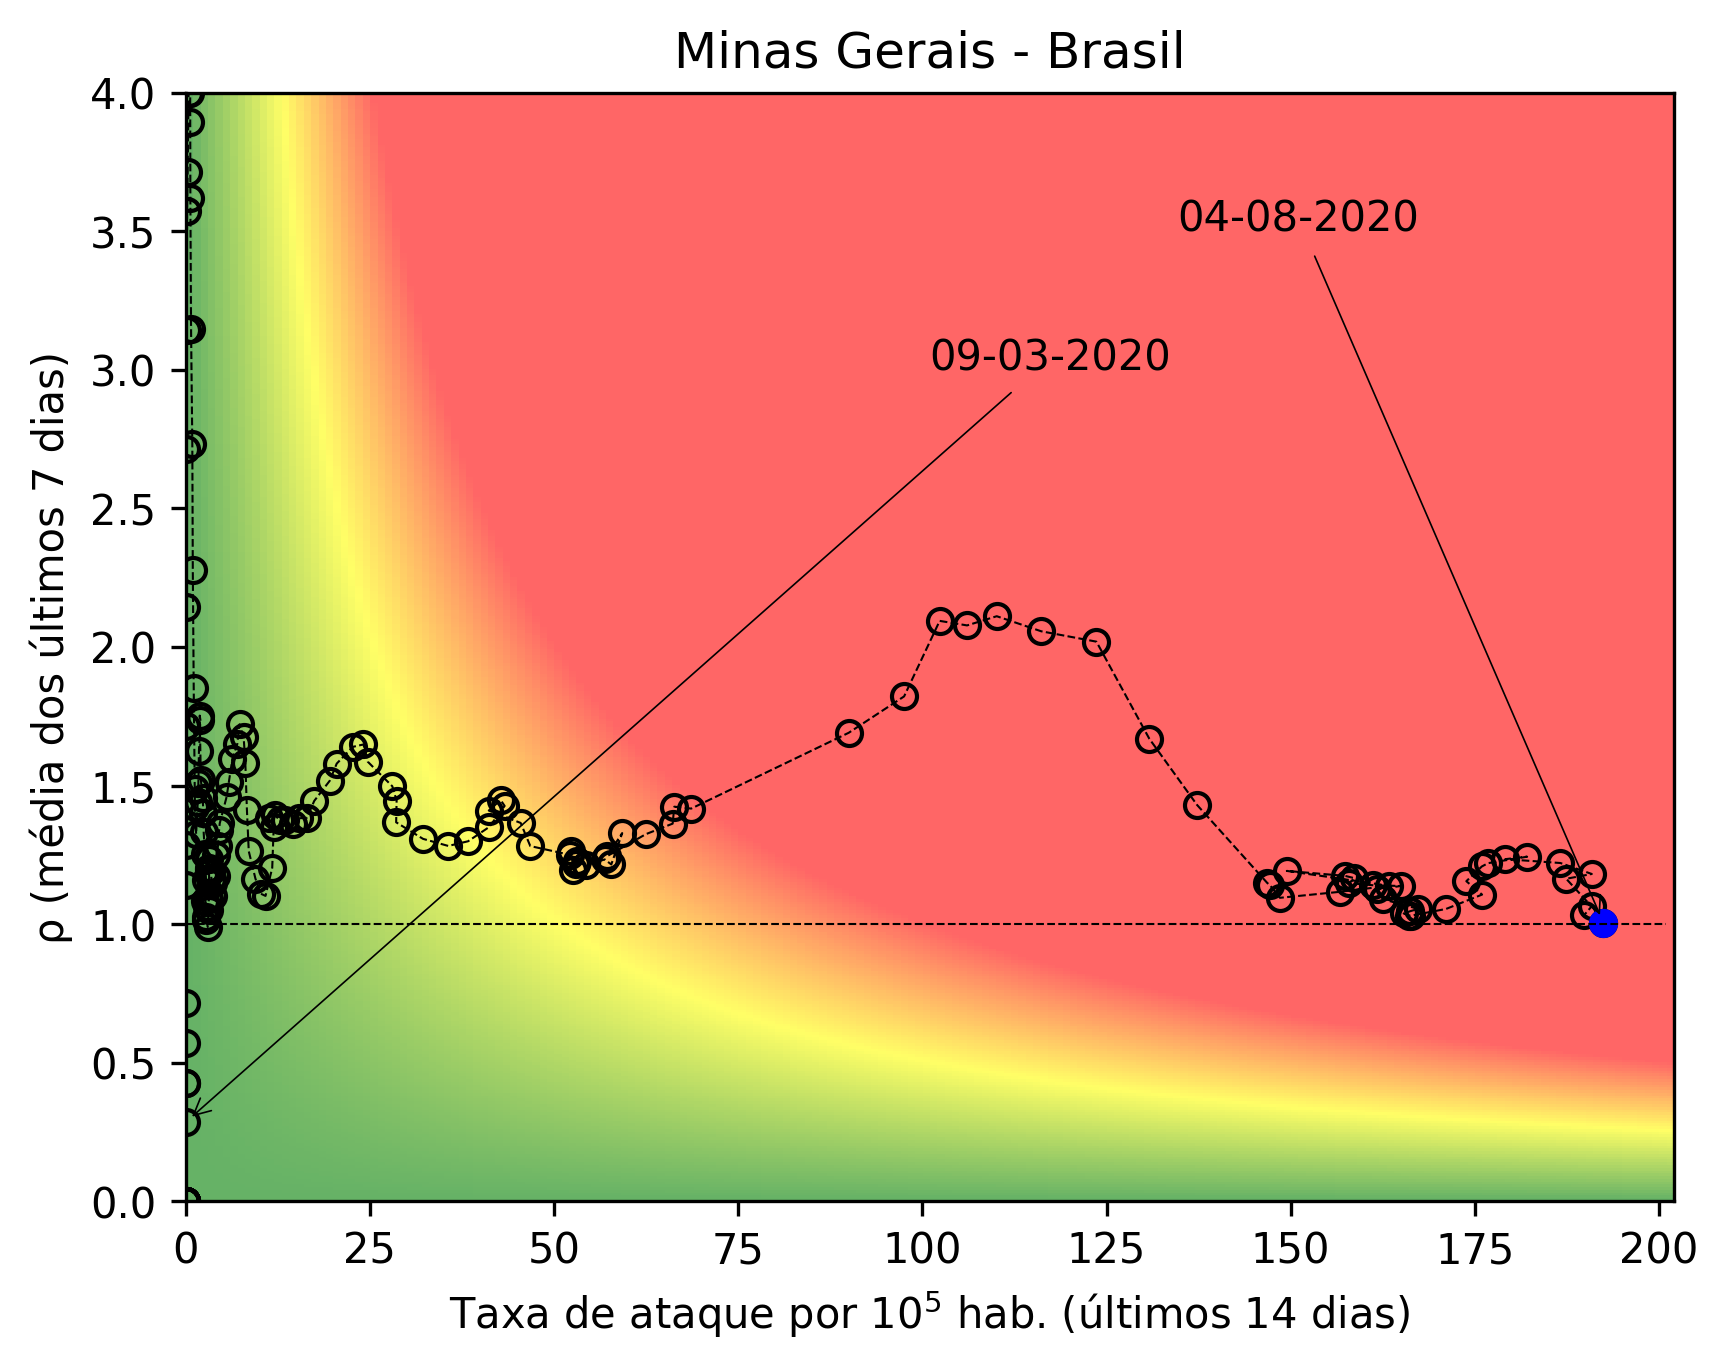 Minas Gerais - Brasil
4.0
3.5
3.0
2.5
2.0
1.5
1.0
0.5
0.0
ρ (média dos últimos 7 dias)
04-08-2020
09-03-2020
0 25 50 75 100 125 150 175 200
Taxa de ataque por 10⁵ hab. (últimos 14 dias)